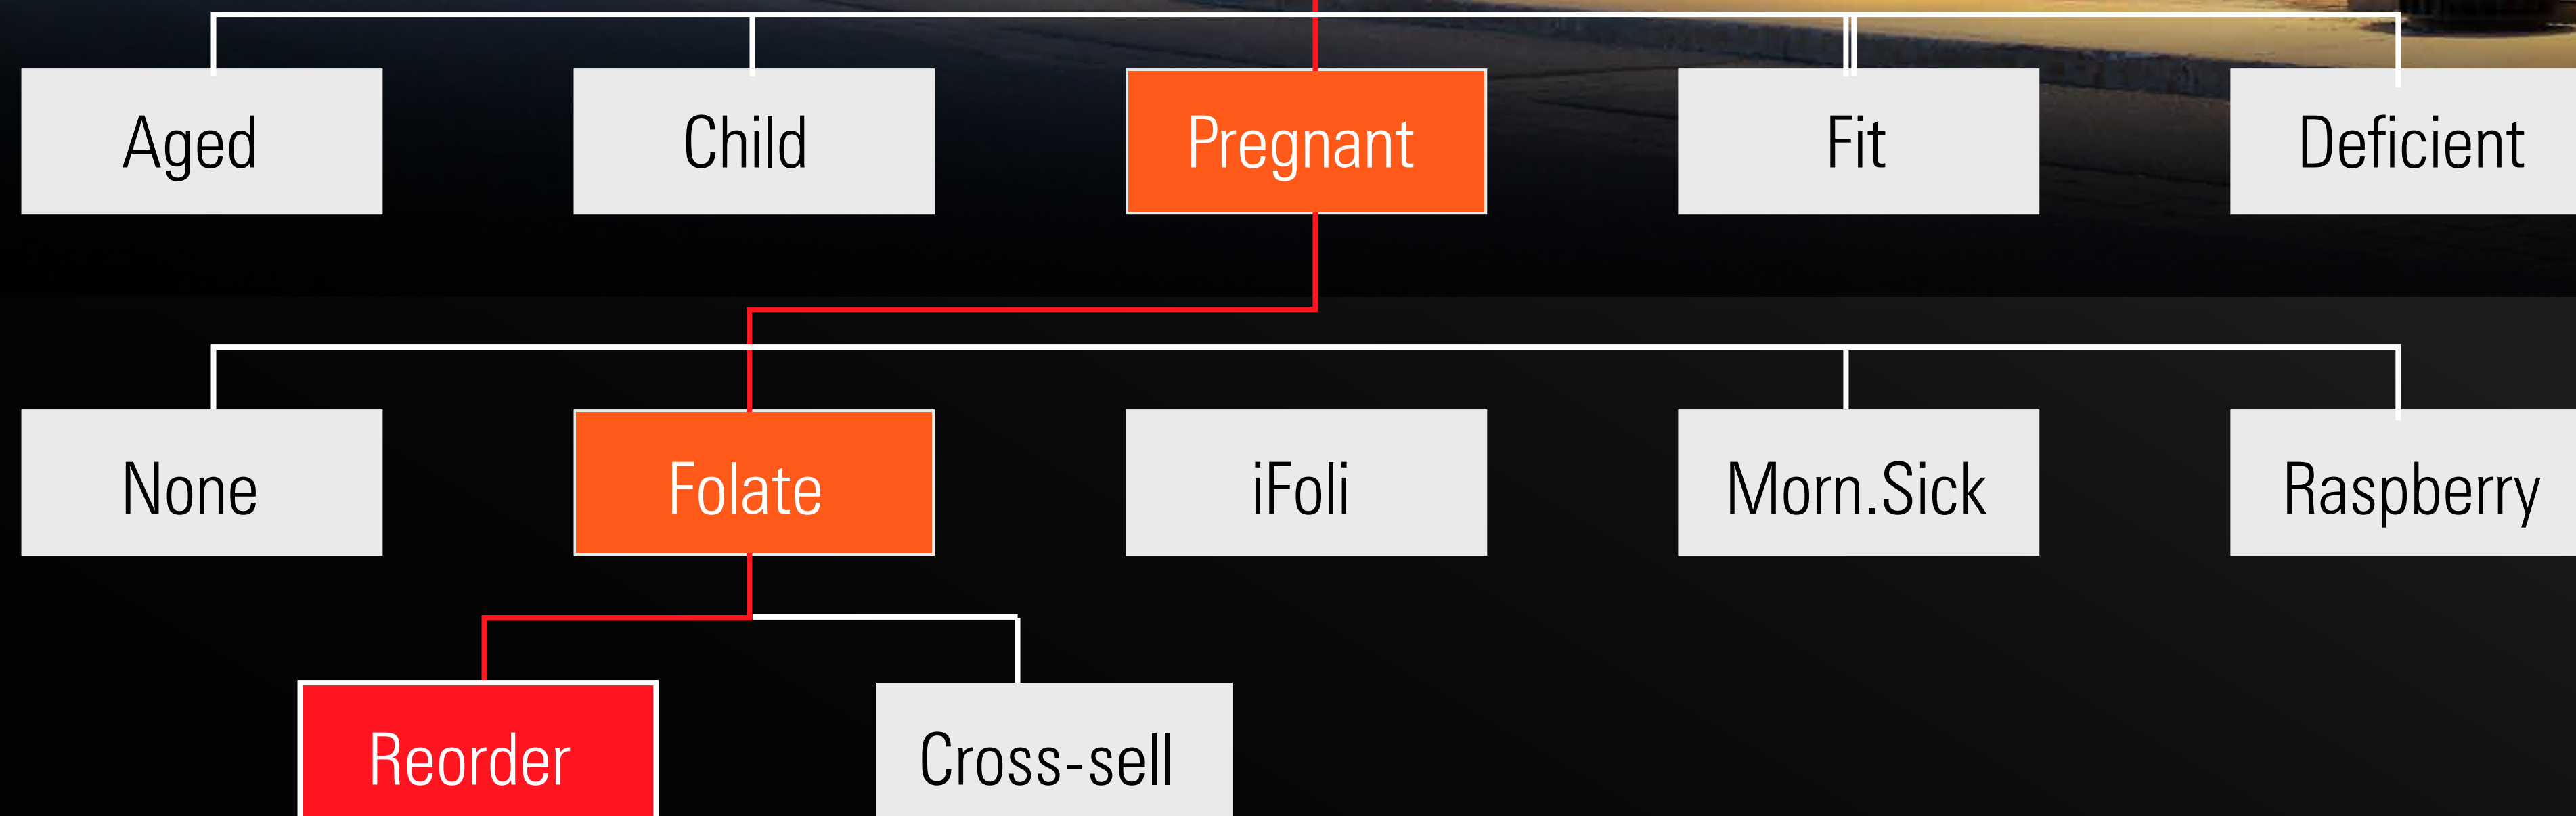 Aged
Child
Pregnant
Fit
Deficient
None
Folate
iFoli
Morn.Sick
Raspberry
Reorder
Cross-sell